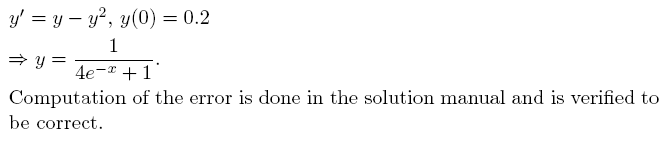 y′ = y − y², y(0) = 0.2
⇒ y = 1/(4e⁻ˣ + 1).
Computation of the error is done in the solution manual and is verified to
be correct.